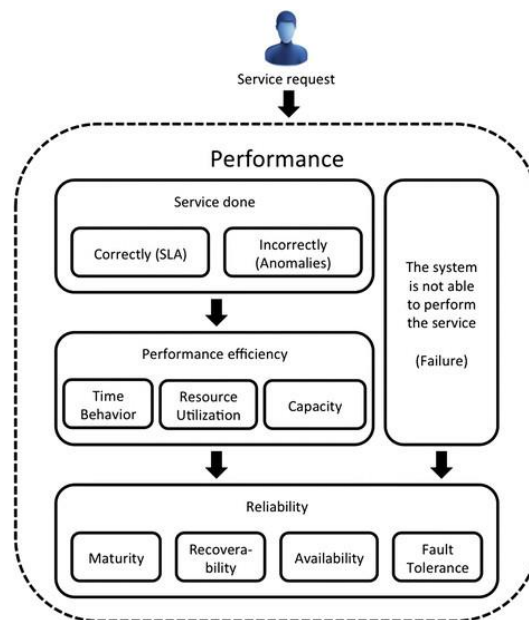 Service request
Performance
Service done
Correctly (SLA)
Incorrectly
(Anomalies)
The system
is not able
to perform
the service
(Failure)
Performance efficiency
Time
Behavior
Resource
Utilization
Capacity
Reliability
Maturity
Recovera-
bility
Availability
Fault
Tolerance